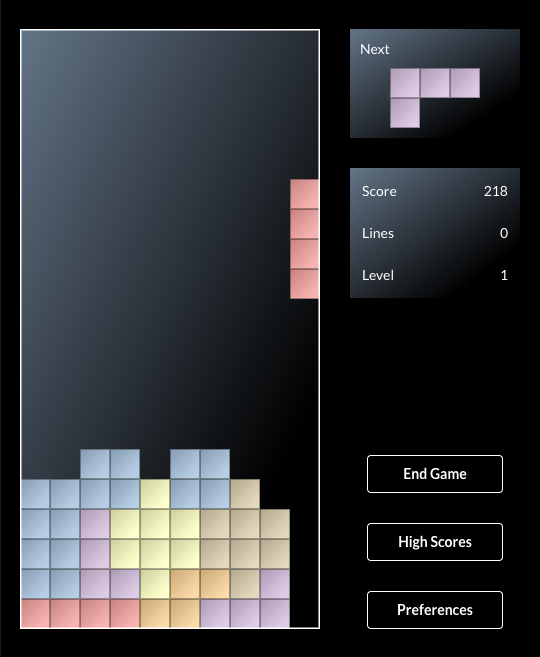 Next
Score 218
Lines 0
Level 1
End Game
High Scores
Preferences